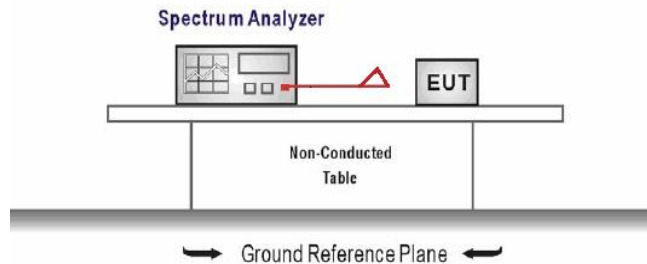 Spectrum Analyzer
EUT
Non-Conducted
Table
Ground Reference Plane